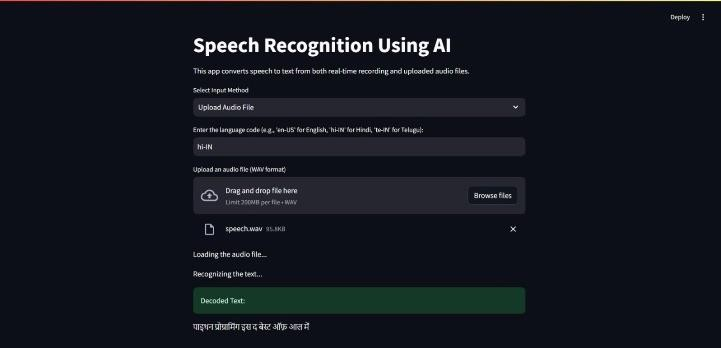 Deploy
Speech Recognition Using AI
This app converts speech to text from both real-time recording and uploaded audio files.
Select Input Method
Upload Audio File
Enter the language code (e.g., 'en-US' for English, 'hi-IN' for Hindi, 'te-IN' for Telugu):
hi-IN
Upload an audio file (WAV format)
Drag and drop file here
Limit 200MB per file • WAV
Browse files
speech.wav 95.8KB
Loading the audio file...
Recognizing the text...
Decoded Text:
पाइथन प्रोग्रामिंग इस द बेस्ट ऑफ़ आल में